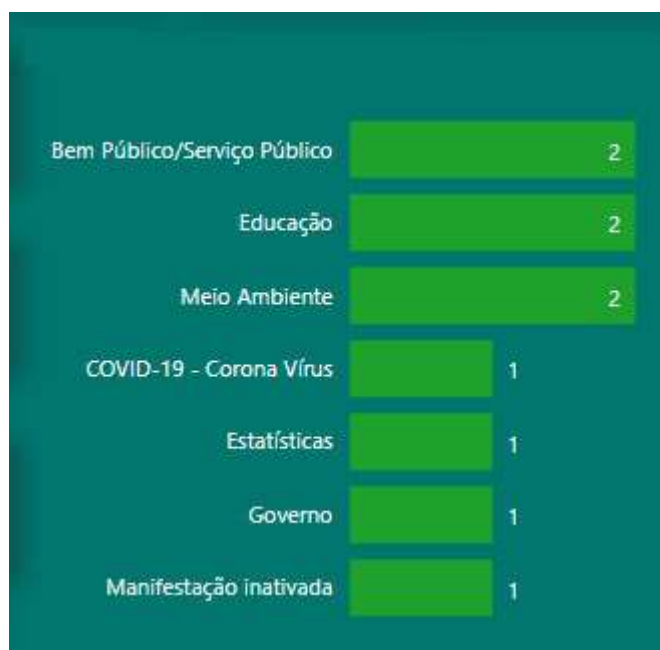 Bem Público/Serviço Público 2
Educação 2
Meio Ambiente 2
COVID-19 - Corona Vírus 1
Estatísticas 1
Governo 1
Manifestação inativada 1